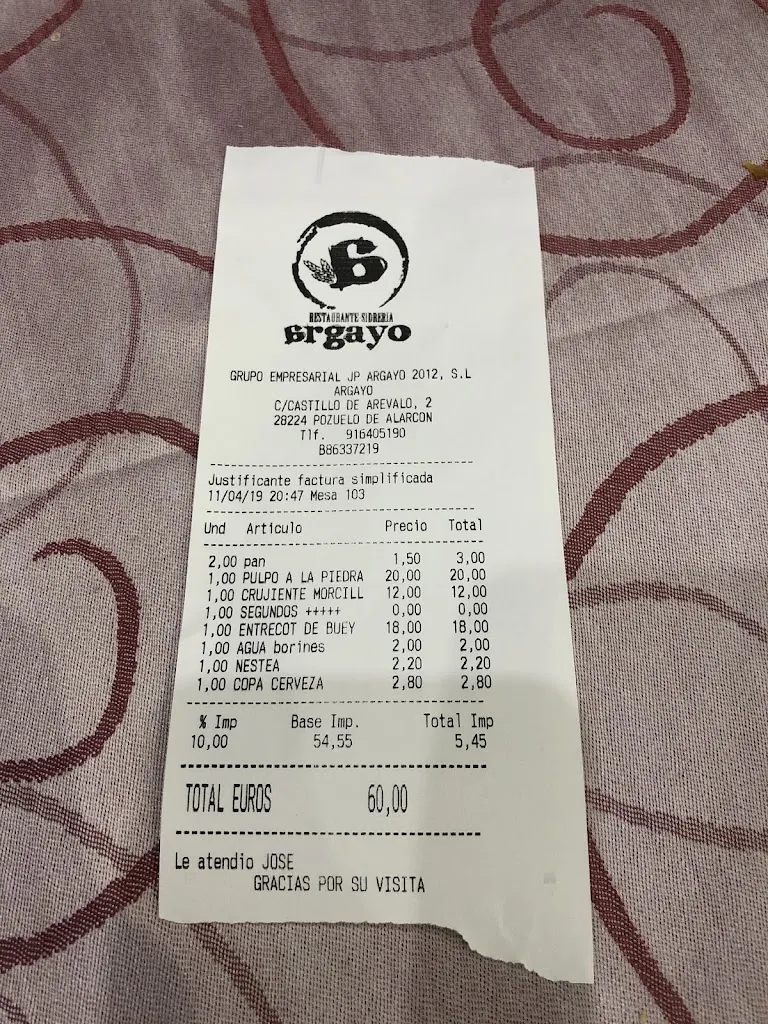 RESTAURANTE SIDRERIA
argayo
GRUPO EMPRESARIAL JP ARGAYO 2012, S.L
ARGAYO
C/CASTILLO DE AREVALO, 2
28224 POZUELO DE ALARCON
Tlf. 916405190
B86337219
Justificante factura simplificada
11/04/19 20:47 Mesa 103
Und Articulo Precio Total
2,00 pan 1,50 3,00
1,00 PULPO A LA PIEDRA 20,00 20,00
1,00 CRUJIENTE MORCILL 12,00 12,00
1,00 SEGUNDOS +++++ 0,00 0,00
1,00 ENTRECOT DE BUEY 18,00 18,00
1,00 AGUA borines 2,00 2,00
1,00 NESTEA 2,20 2,20
1,00 COPA CERVEZA 2,80 2,80
% Imp Base Imp. Total Imp
10,00 54,55 5,45
TOTAL EUROS 60,00
Le atendio JOSE
GRACIAS POR SU VISITA